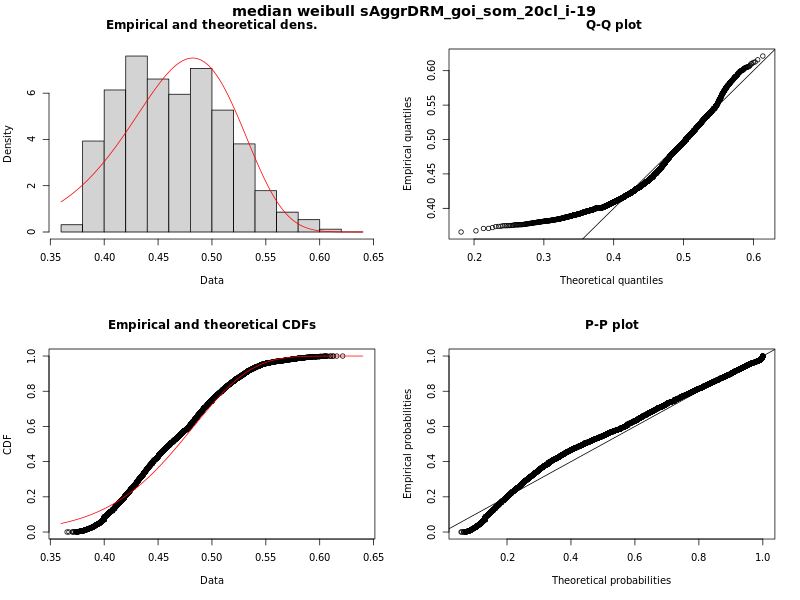 median weibull sAggrDRM_goi_som_20cl_i-19
Empirical and theoretical dens.
Density
0 2 4 6
0.35 0.40 0.45 0.50 0.55 0.60 0.65
Data
Q-Q plot
Empirical quantiles
0.40 0.45 0.50 0.55 0.60
0.2 0.3 0.4 0.5 0.6
Theoretical quantiles
Empirical and theoretical CDFs
CDF
0.0 0.2 0.4 0.6 0.8 1.0
0.35 0.40 0.45 0.50 0.55 0.60 0.65
Data
P-P plot
Empirical probabilities
0.0 0.2 0.4 0.6 0.8 1.0
0.2 0.4 0.6 0.8 1.0
Theoretical probabilities